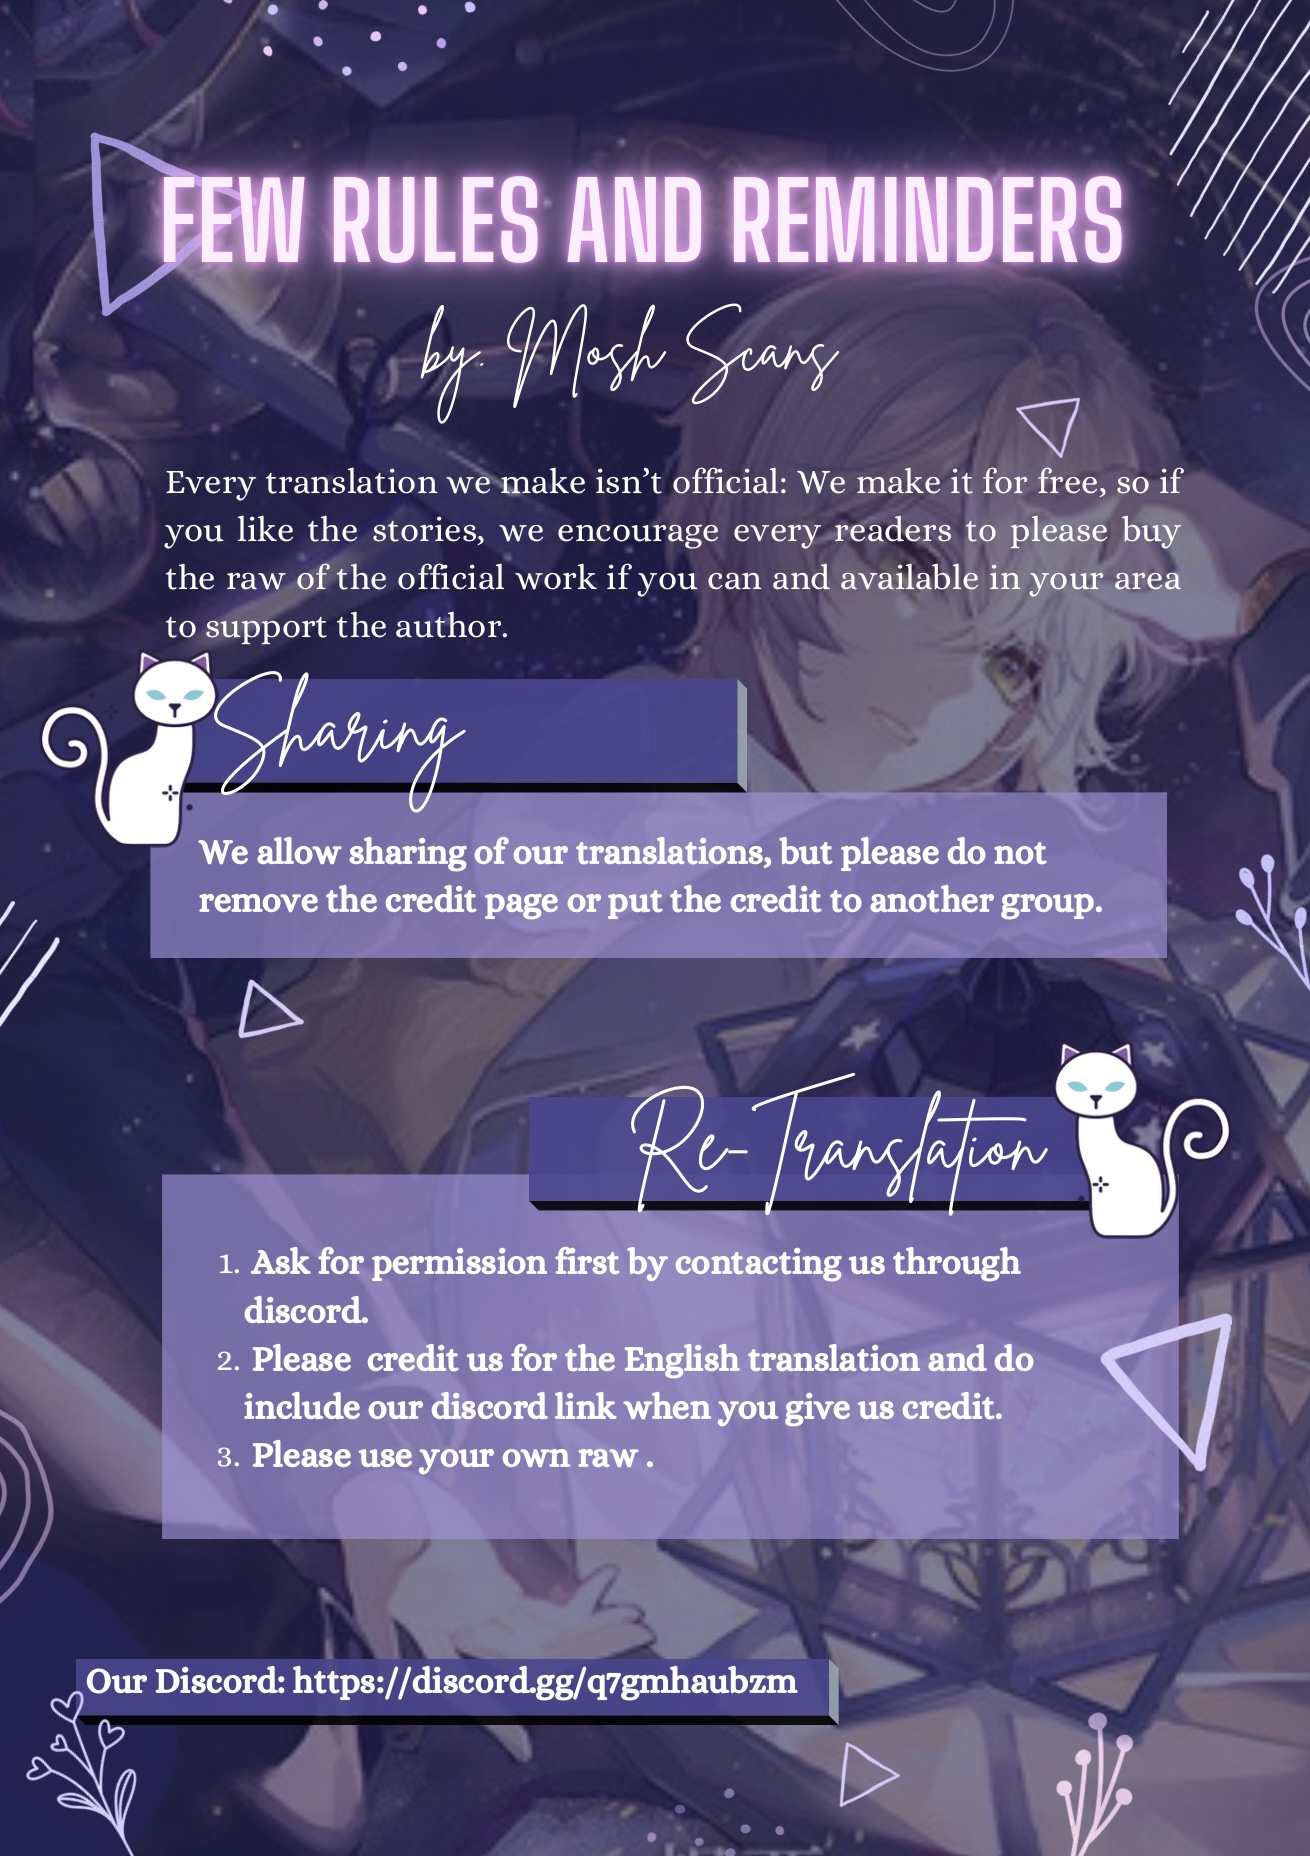 FEW RULES AND REMINDERS
by. Mosh Scans
Every translation we make isn’t official: We make it for free, so if
you like the stories, we encourage every readers to please buy
the raw of the official work if you can and available in your area
to support the author.
Sharing
We allow sharing of our translations, but please do not
remove the credit page or put the credit to another group.
Re-Translation
1. Ask for permission first by contacting us through
discord.
2. Please  credit us for the English translation and do
include our discord link when you give us credit.
3. Please use your own raw .
Our Discord: https://discord.gg/q7gmhaubzm